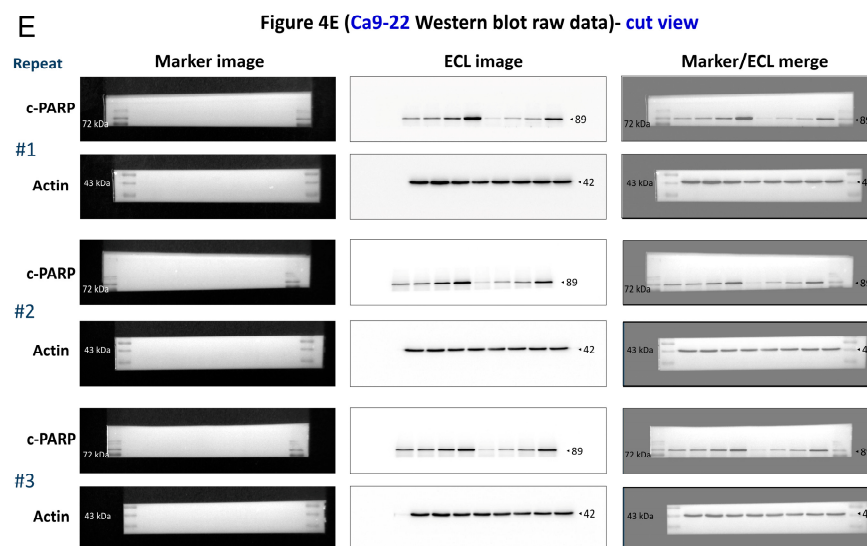 E
Figure 4E (Ca9-22 Western blot raw data)- cut view
Repeat Marker image ECL image Marker/ECL merge
#1
c-PARP 72 kDa ◂89 72 kDa
Actin 43 kDa ◂42 43 kDa
#2
c-PARP 72 kDa ◂89 72 kDa
Actin 43 kDa ◂42 43 kDa
#3
c-PARP 72 kDa ◂89 72 kDa
Actin 43 kDa ◂42 43 kDa